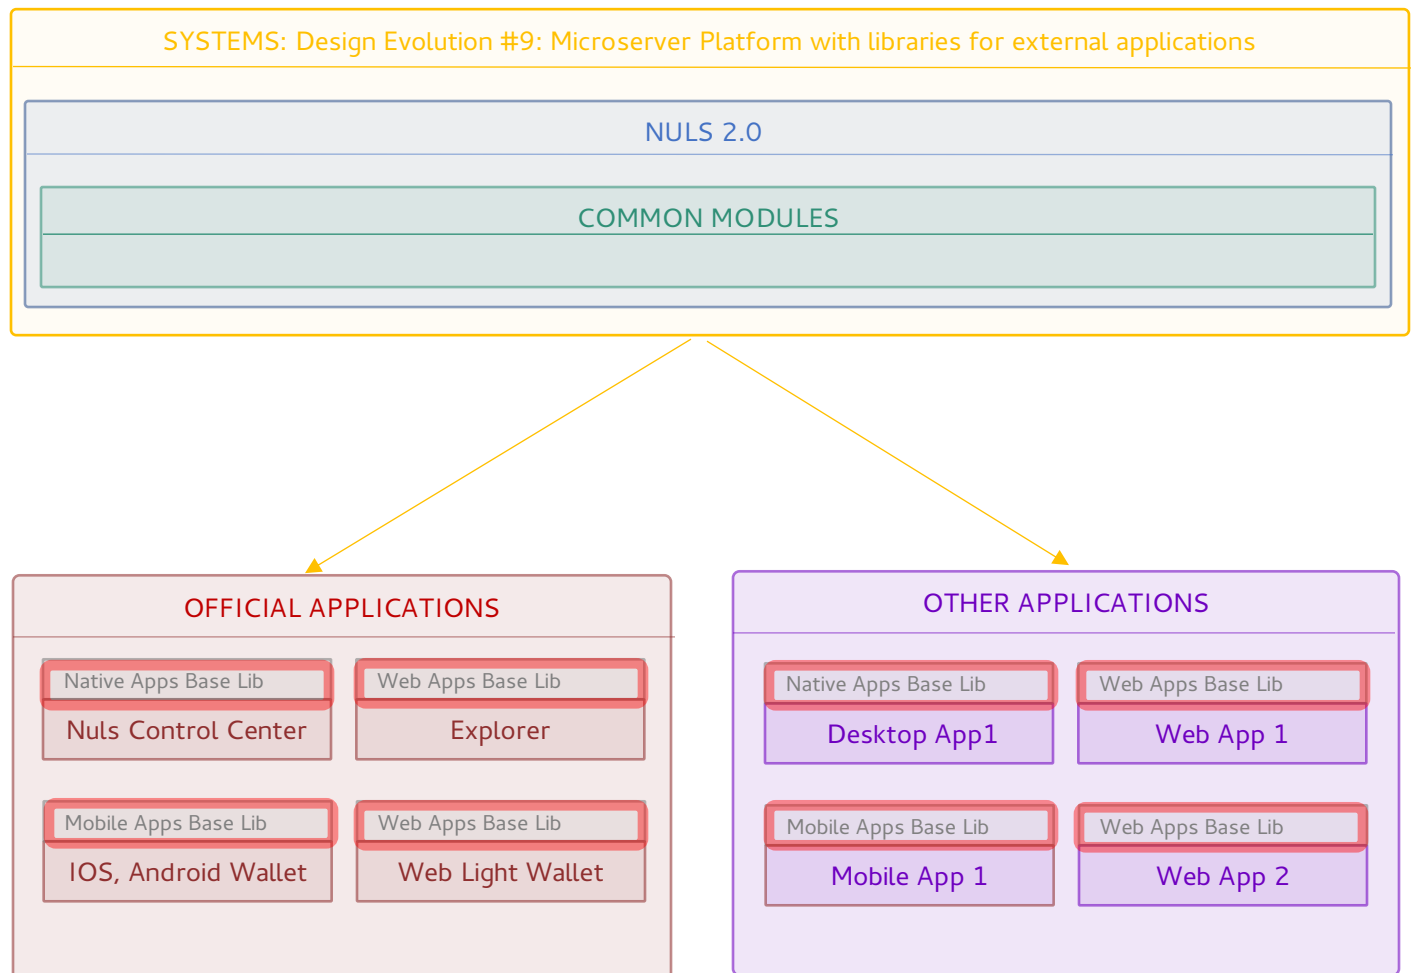 SYSTEMS: Design Evolution #9: Microserver Platform with libraries for external applications
NULS 2.0
COMMON MODULES
OFFICIAL APPLICATIONS
Native Apps Base Lib
Nuls Control Center
Web Apps Base Lib
Explorer
Mobile Apps Base Lib
IOS, Android Wallet
Web Apps Base Lib
Web Light Wallet
OTHER APPLICATIONS
Native Apps Base Lib
Desktop App1
Web Apps Base Lib
Web App 1
Mobile Apps Base Lib
Mobile App 1
Web Apps Base Lib
Web App 2